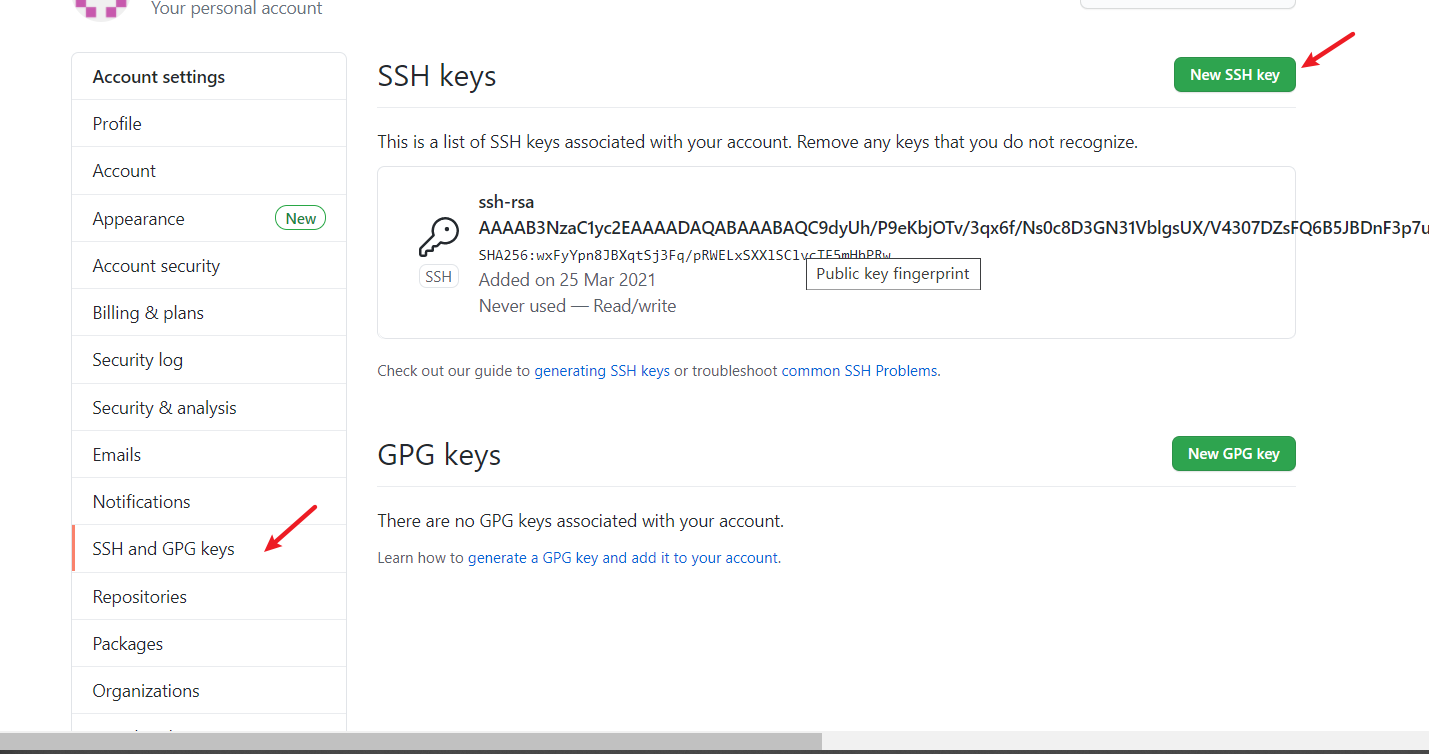 Your personal account
Account settings
Profile
Account
Appearance
New
Account security
Billing & plans
Security log
Security & analysis
Emails
Notifications
SSH and GPG keys
Repositories
Packages
Organizations
SSH keys
New SSH key
This is a list of SSH keys associated with your account. Remove any keys that you do not recognize.
ssh-rsa
AAAAB3NzaC1yc2EAAAADAQABAAABAQC9dyUh/P9eKbjOTv/3qx6f/Ns0c8D3GN31VblgsUX/V4307DZsFQ6B5JBDnF3p7u
SHA256:wxFyYpn8JBXqtSj3Fq/pRWELxSXXlSClvcTF5mHhPRw
SSH
Public key fingerprint
Added on 25 Mar 2021
Never used — Read/write
Check out our guide to generating SSH keys or troubleshoot common SSH Problems.
GPG keys
New GPG key
There are no GPG keys associated with your account.
Learn how to generate a GPG key and add it to your account.